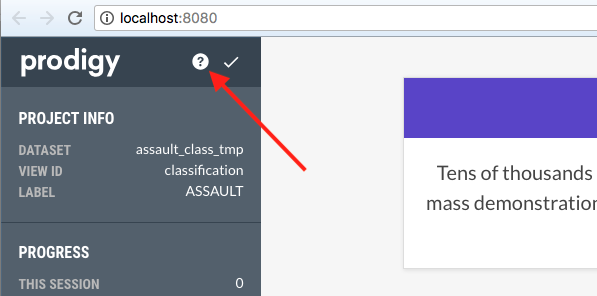 localhost:8080
prodigy ?
PROJECT INFO
DATASET assault_class_tmp
VIEW ID classification
LABEL ASSAULT
PROGRESS
THIS SESSION 0
Tens of thousands
mass demonstration